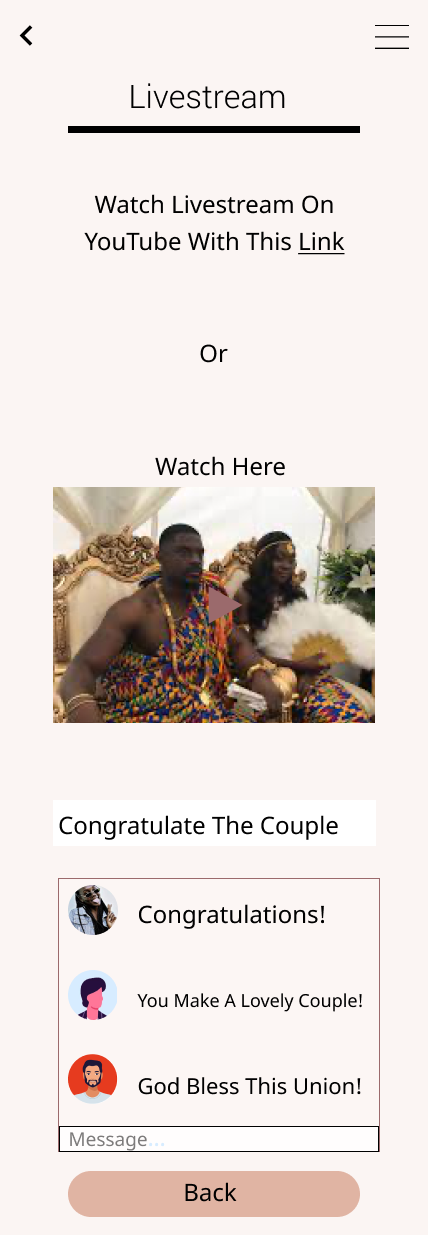 Livestream
Watch Livestream On
YouTube With This Link
Or
Watch Here
Congratulate The Couple
Congratulations!
You Make A Lovely Couple!
God Bless This Union!
Message...
Back